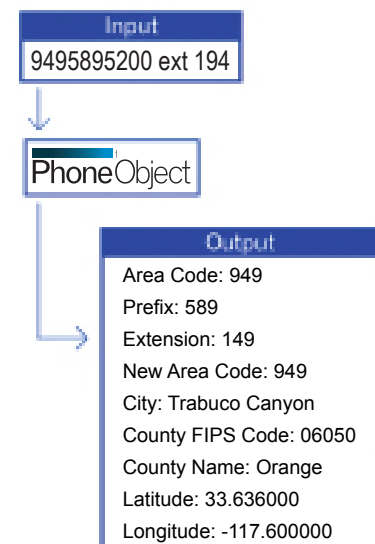 Input
9495895200 ext 194
PhoneObject
Output
Area Code: 949
Prefix: 589
Extension: 149
New Area Code: 949
City: Trabuco Canyon
County FIPS Code: 06050
County Name: Orange
Latitude: 33.636000
Longitude: -117.600000